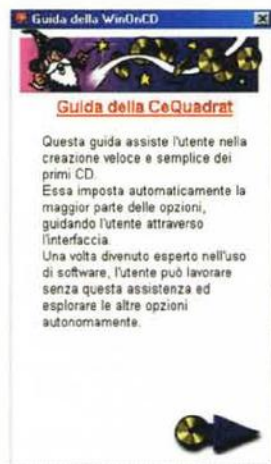 Guida della WinOnCD
Guida della CeQuadrat
Questa guida assiste l'utente nella
creazione veloce e semplice dei
primi CD.
Essa imposta automaticamente la
maggior parte delle opzioni,
guidando l'utente attraverso
l'interfaccia.
Una volta divenuto esperto nell'uso
di software, l'utente può lavorare
senza questa assistenza ed
esplorare le altre opzioni
autonomamente.